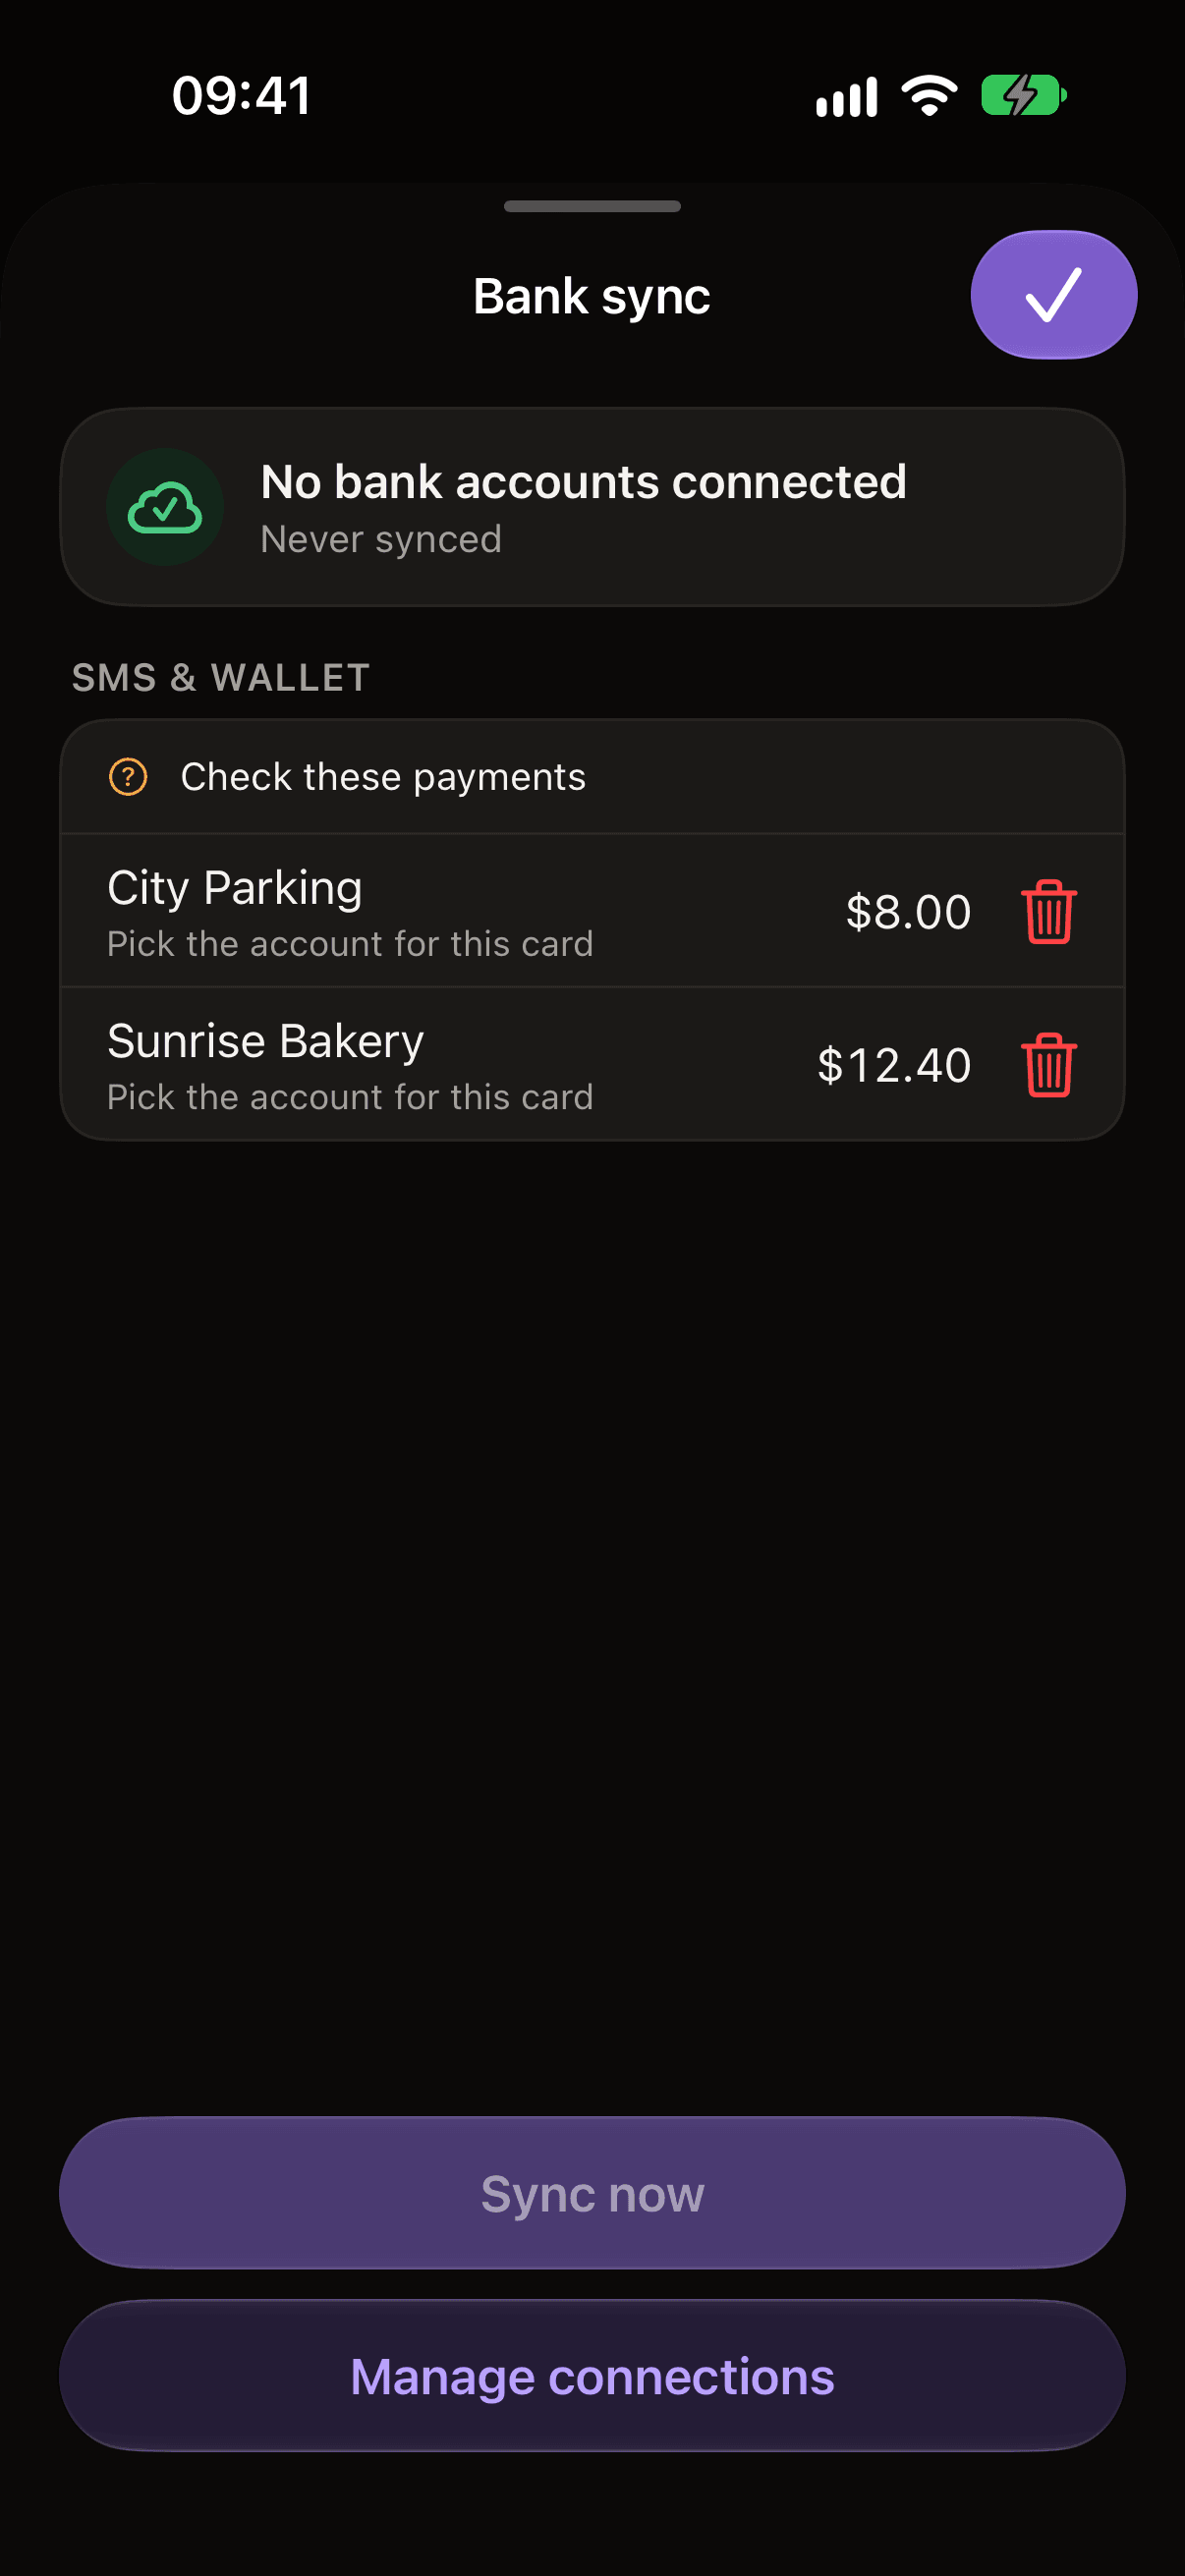 09:41
Bank sync
No bank accounts connected
Never synced
SMS & WALLET
Check these payments
City Parking
Pick the account for this card
$8.00
Sunrise Bakery
Pick the account for this card
$12.40
Sync now
Manage connections